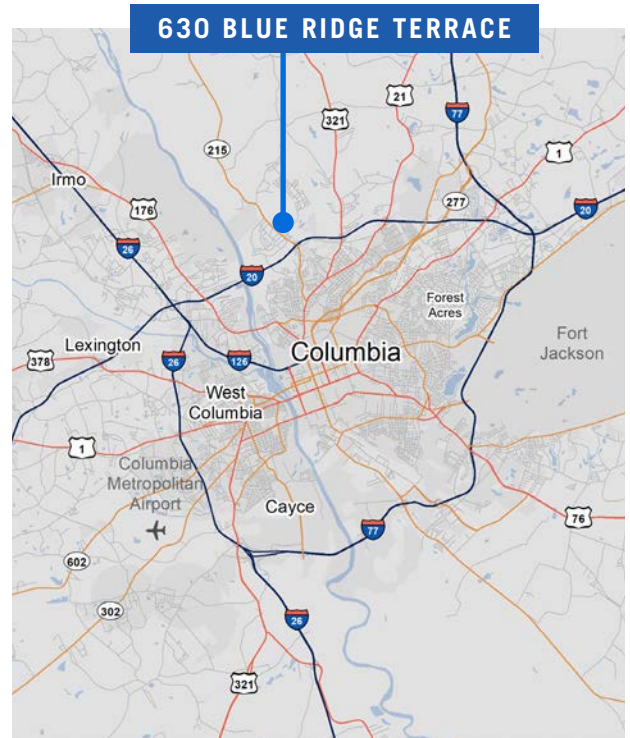 630 BLUE RIDGE TERRACE
21
77
321
215
1
Irmo
277
176
20
26
20
Forest
Acres
Fort
Jackson
Lexington
Columbia
378
26
126
West
Columbia
1
Columbia
Metropolitan
Airport
Cayce
76
77
602
302
26
321